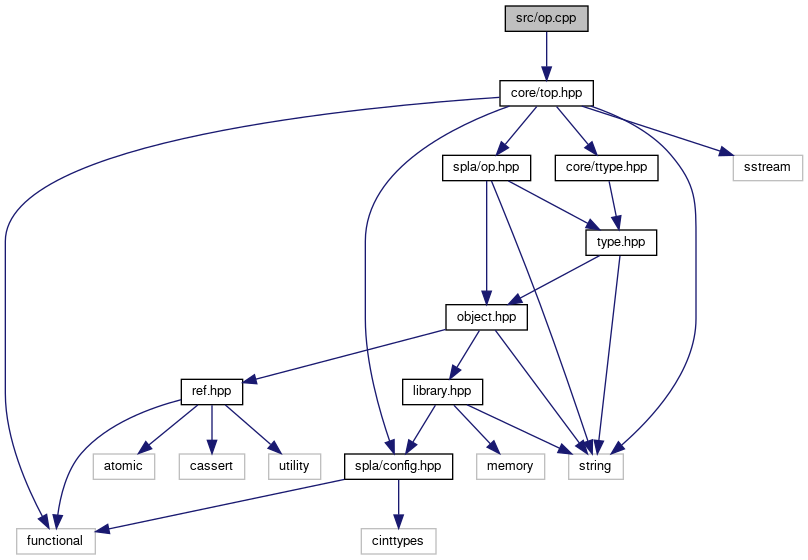 src/op.cpp
core/top.hpp
spla/op.hpp
core/ttype.hpp
sstream
type.hpp
object.hpp
ref.hpp
library.hpp
atomic
cassert
utility
spla/config.hpp
memory
string
functional
cinttypes